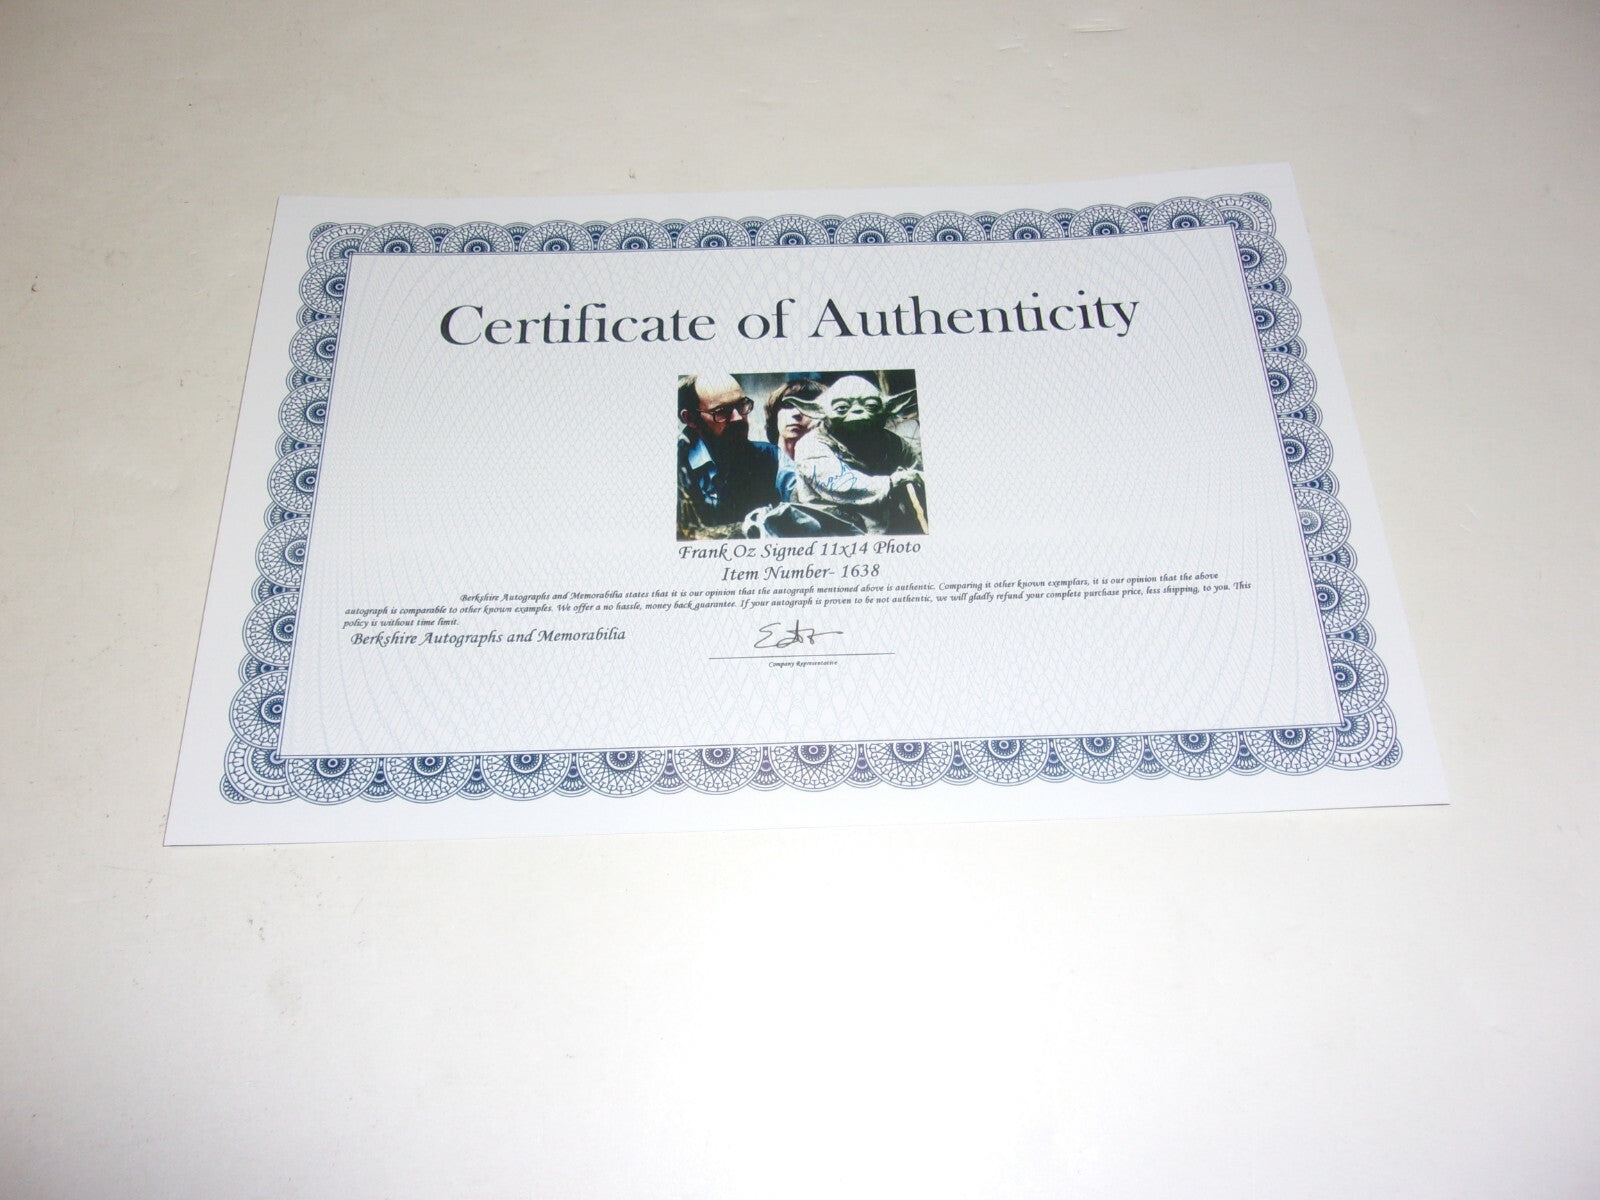 Certificate of Authenticity
Frank Oz Signed 11x14 Photo
Item Number- 1638
Berkshire Autographs and Memorabilia states that it is our opinion that the autograph mentioned above is authentic. Comparing it other known exemplars, it is our opinion that the above
autograph is comparable to other known examples. We offer a no hassle, money back guarantee. If your autograph is proven to be not authentic, we will gladly refund your complete purchase price, less shipping, to you. This
policy is without time limit.
Berkshire Autographs and Memorabilia
Company Representative